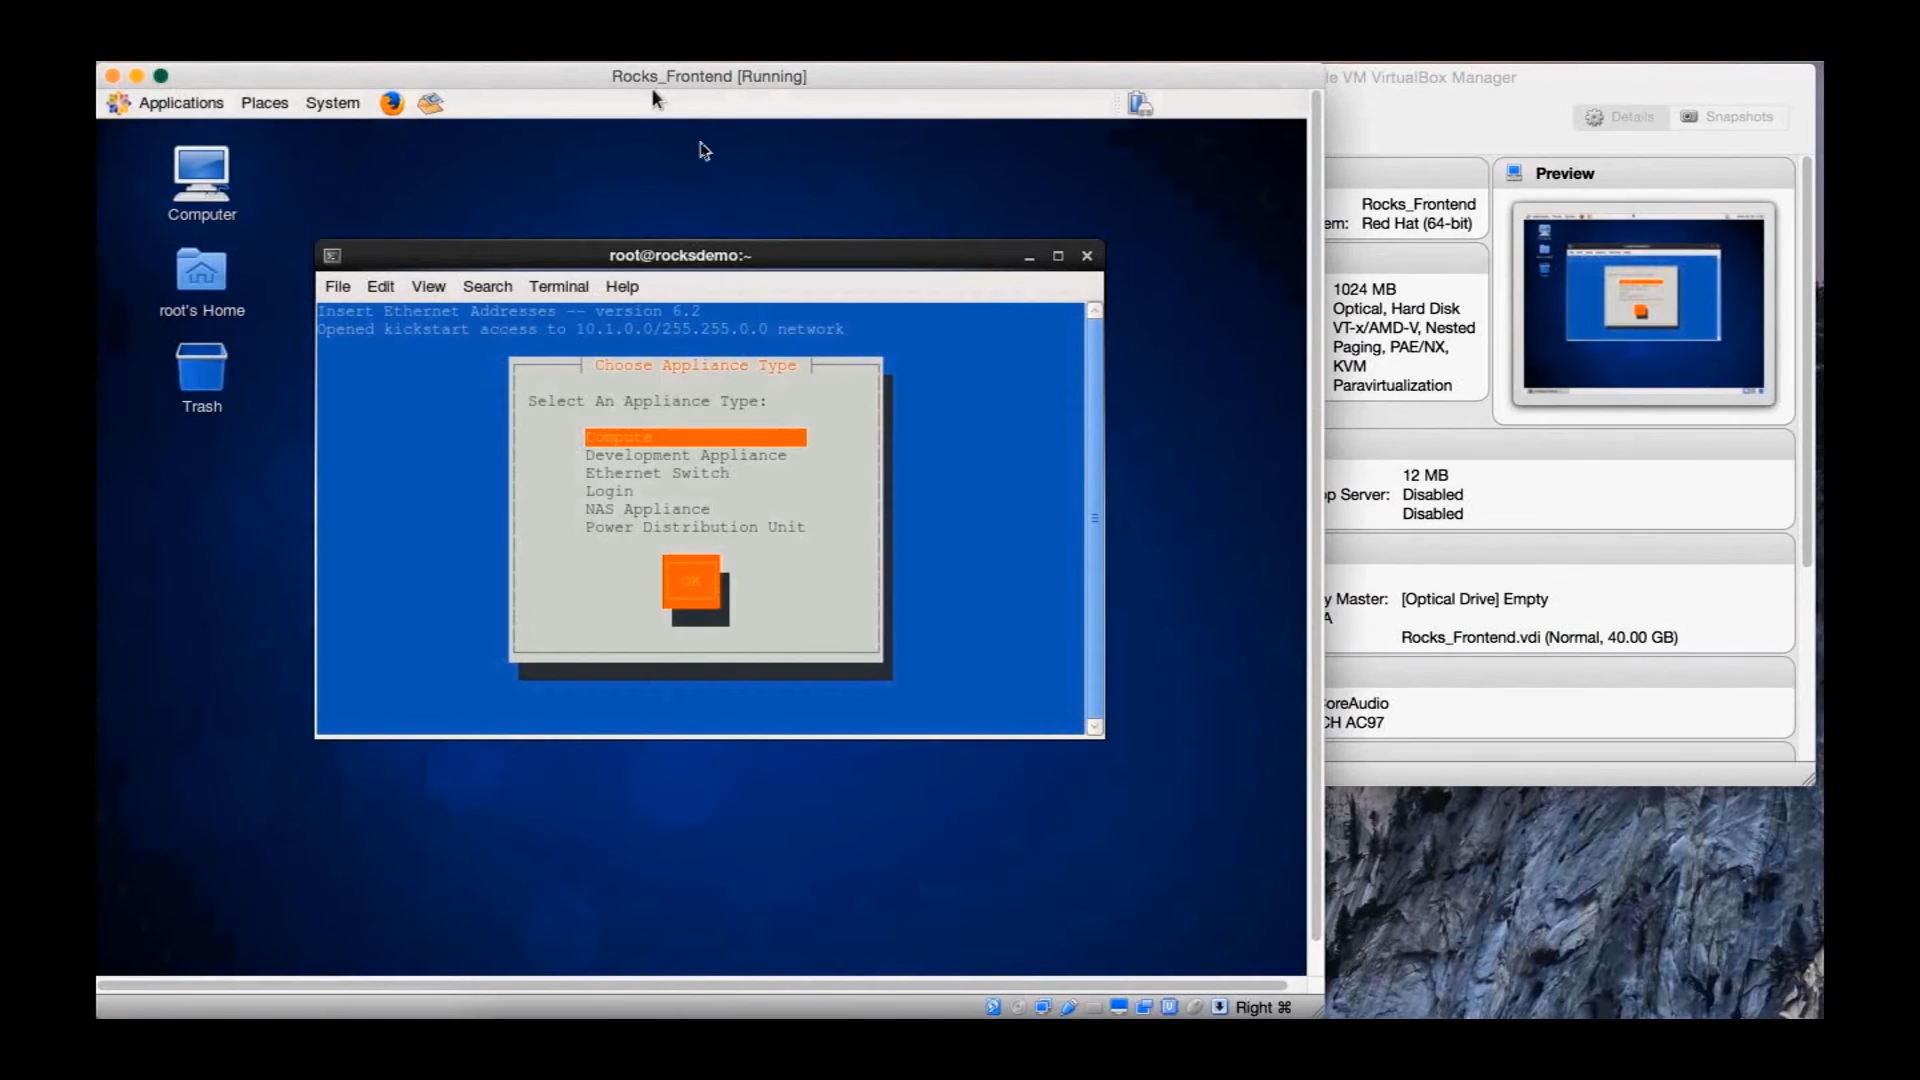 Rocks_Frontend [Running]
Applications Places System
Computer
root's Home
Trash
root@rocksdemo:~
File Edit View Search Terminal Help
Insert Ethernet Addresses -- version 6.2
Opened kickstart access to 10.1.0.0/255.255.0.0 network
Choose Appliance Type
Select An Appliance Type:
Compute
Development Appliance
Ethernet Switch
Login
NAS Appliance
Power Distribution Unit
OK
Right ⌘
le VM VirtualBox Manager
Details Snapshots
Preview
Rocks_Frontend
em: Red Hat (64-bit)
1024 MB
Optical, Hard Disk
VT-x/AMD-V, Nested
Paging, PAE/NX,
KVM
Paravirtualization
12 MB
p Server: Disabled
Disabled
y Master: [Optical Drive] Empty
A
Rocks_Frontend.vdi (Normal, 40.00 GB)
CoreAudio
CH AC97